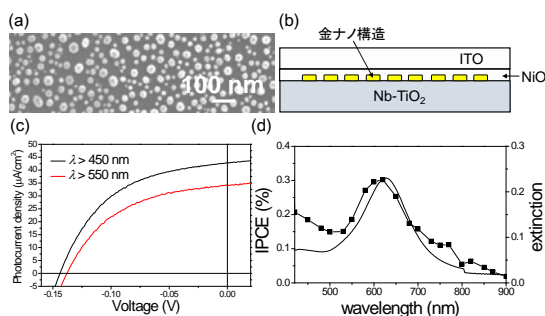 (a)
100 nm
(b)
金ナノ構造
ITO
NiO
Nb-TiO₂
(c)
Photocurrent density (μA/cm²)
50
45
40
35
30
25
20
15
10
5
0
-5
λ > 450 nm
λ > 550 nm
-0.15
-0.10
-0.05
0.00
Voltage (V)
(d)
IPCE (%)
0.4
0.3
0.2
0.1
0.0
0.3
0.2
0.1
0.0
extinction
500
600
700
800
900
wavelength (nm)